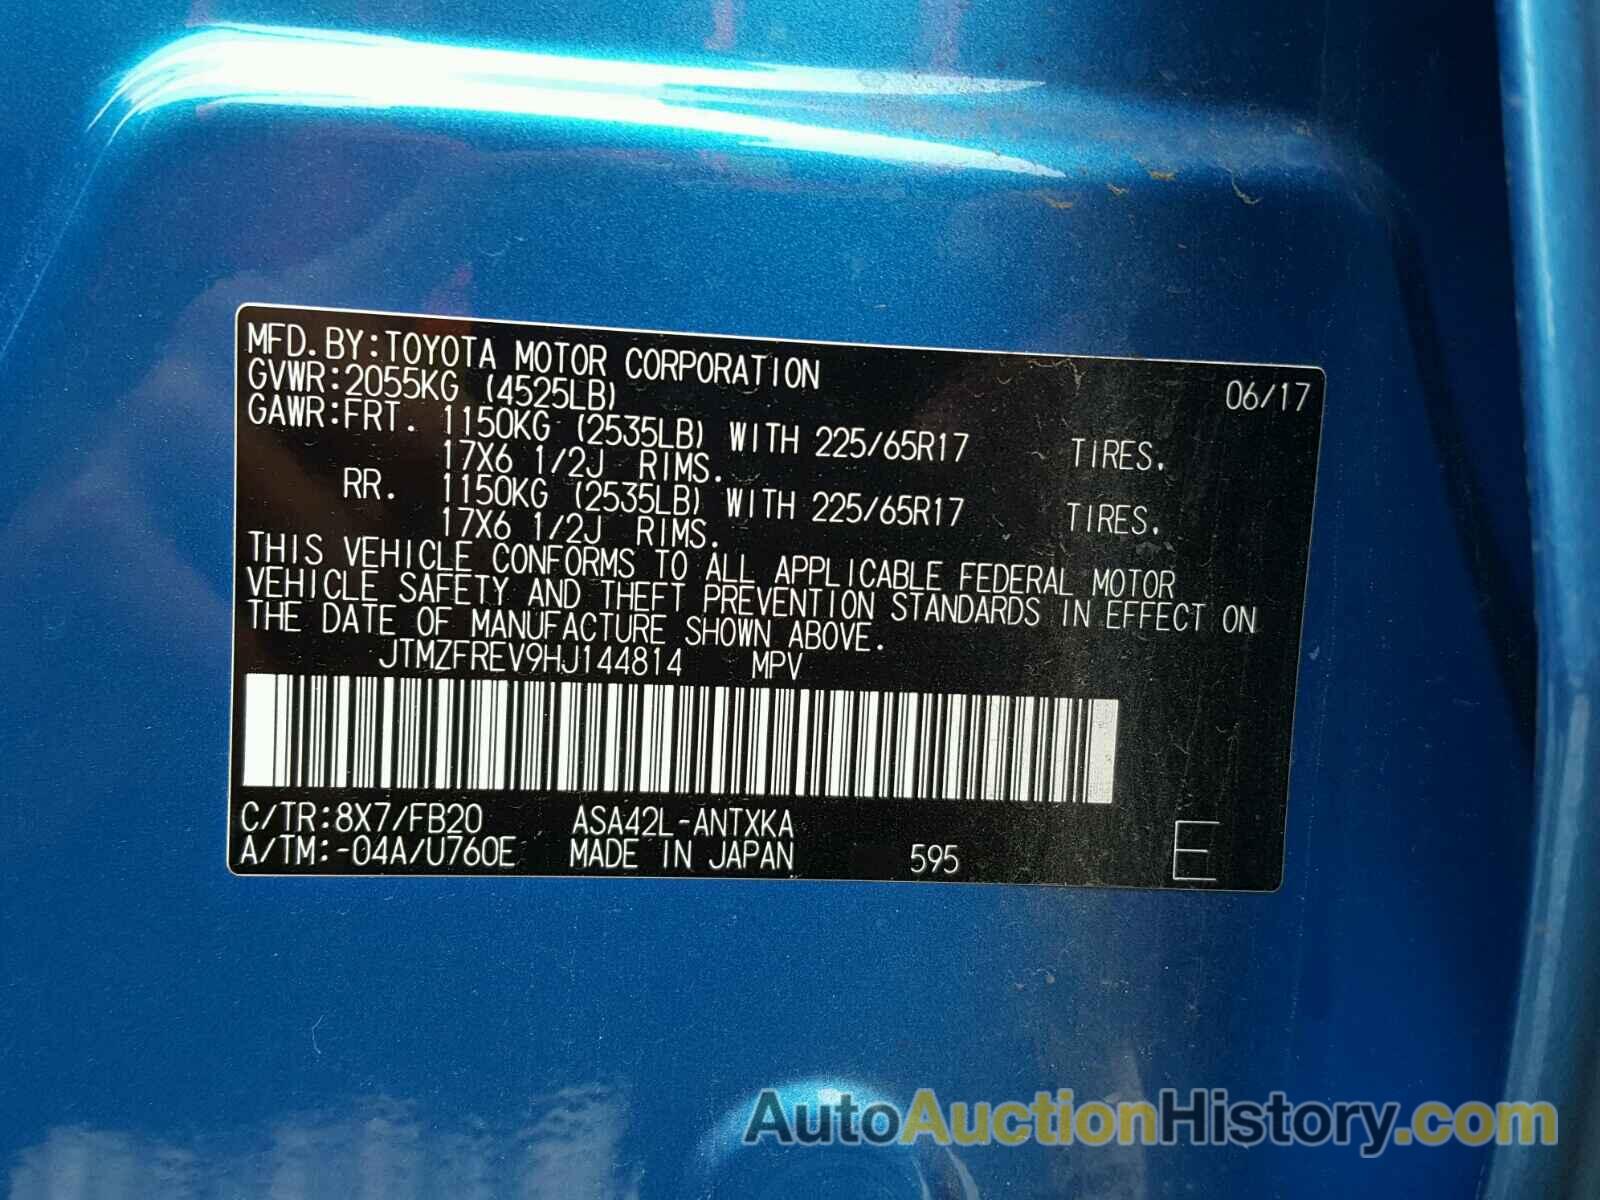 MFD.BY:TOYOTA MOTOR CORPORATION 06/17
GVWR:2055KG (4525LB)
GAWR:FRT. 1150KG (2535LB) WITH 225/65R17 TIRES.
17X6 1/2J RIMS.
RR. 1150KG (2535LB) WITH 225/65R17 TIRES.
17X6 1/2J RIMS.
THIS VEHICLE CONFORMS TO ALL APPLICABLE FEDERAL MOTOR
VEHICLE SAFETY AND THEFT PREVENTION STANDARDS IN EFFECT ON
THE DATE OF MANUFACTURE SHOWN ABOVE.
JTMZFREV9HJ144814 MPV
C/TR:8X7/FB20 ASA42L-ANTXKA
A/TM:-04A/U760E MADE IN JAPAN 595 E
AutoAuctionHistory.com